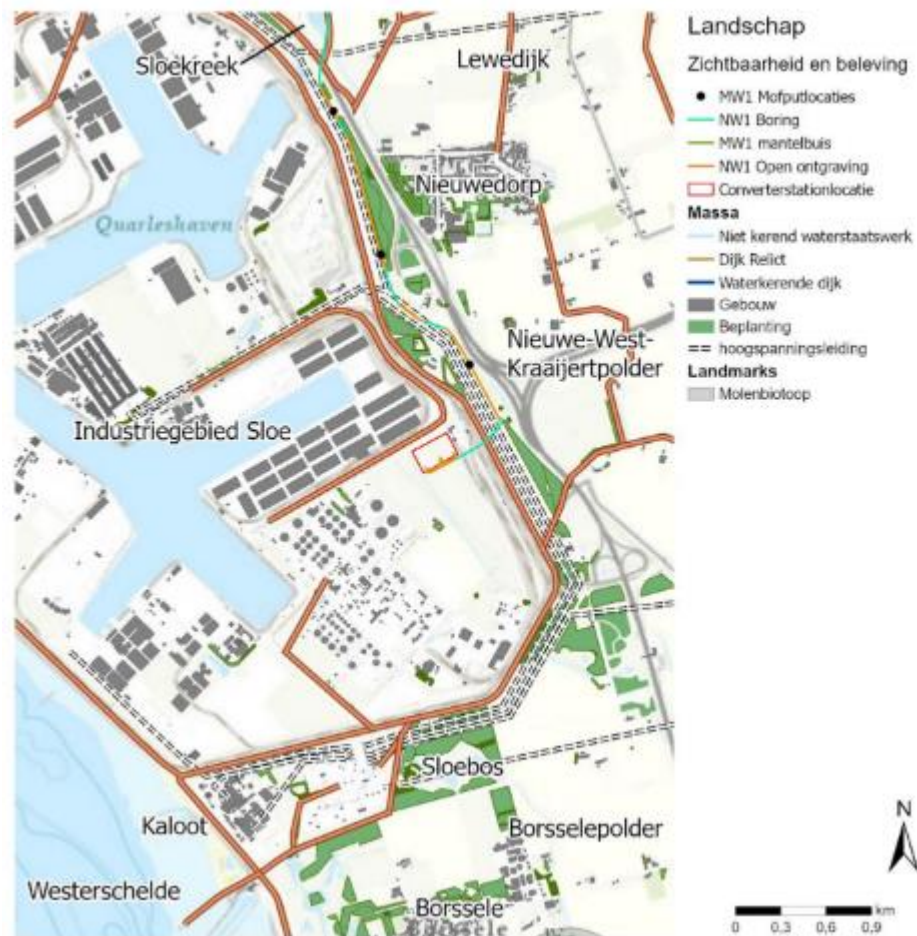 Sloekreek
Lewedijk
Nieuwedorp
Quarleshaven
Nieuwe-West-
Kraaijertpolder
Industriegebied Sloe
Sloebos
Kaloot
Borsselepolder
Westerschelde
Borssele
Borssele
Landschap
Zichtbaarheid en beleving
MW1 Mofputlocaties
NW1 Boring
MW1 mantelbuis
NW1 Open ontgraving
Converterstationlocatie
Massa
Niet kerend waterstaatswerk
Dijk Relict
Waterkerende dijk
Gebouw
Beplanting
hoogspanningsleiding
Landmarks
Molenbiotoop
N
km
0 0,3 0,6 0,9